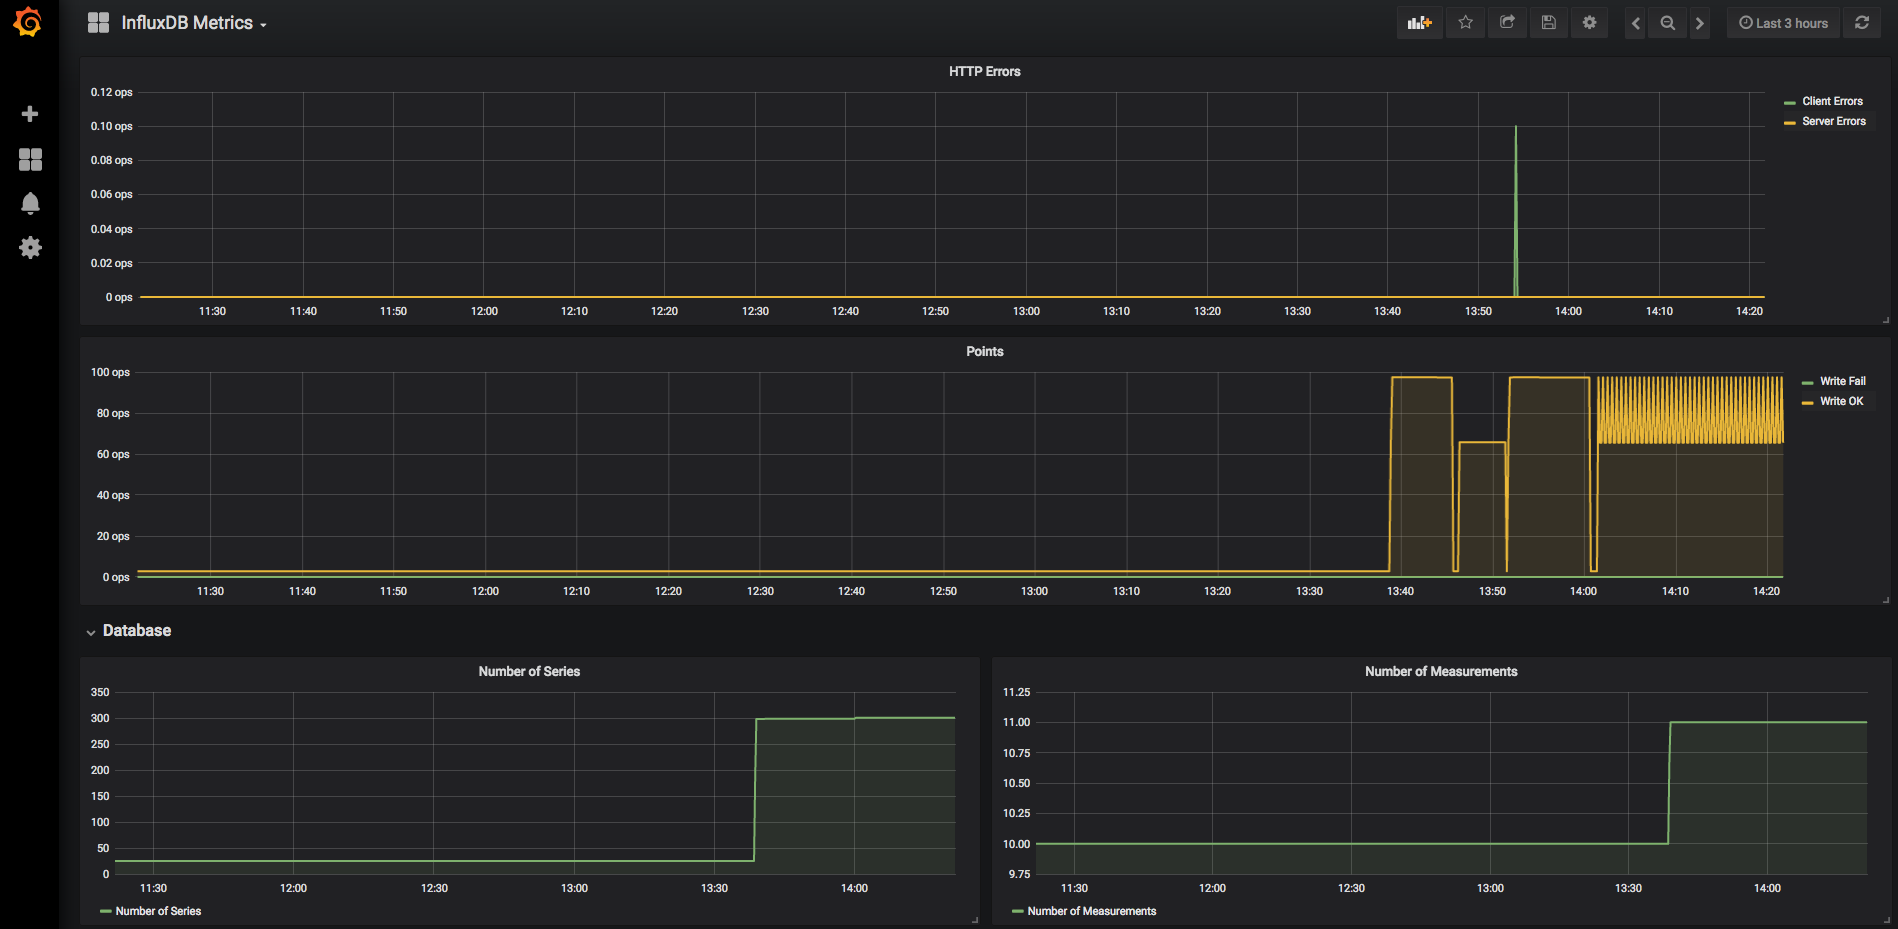 InfluxDB Metrics
Last 3 hours
HTTP Errors
0.12 ops
0.10 ops
0.08 ops
0.06 ops
0.04 ops
0.02 ops
0 ops
11:30 11:40 11:50 12:00 12:10 12:20 12:30 12:40 12:50 13:00 13:10 13:20 13:30 13:40 13:50 14:00 14:10 14:20
Client Errors
Server Errors
Points
100 ops
80 ops
60 ops
40 ops
20 ops
0 ops
11:30 11:40 11:50 12:00 12:10 12:20 12:30 12:40 12:50 13:00 13:10 13:20 13:30 13:40 13:50 14:00 14:10 14:20
Write Fail
Write OK
Database
Number of Series
350
300
250
200
150
100
50
0
11:30 12:00 12:30 13:00 13:30 14:00
Number of Series
Number of Measurements
11.25
11.00
10.75
10.50
10.25
10.00
9.75
11:30 12:00 12:30 13:00 13:30 14:00
Number of Measurements